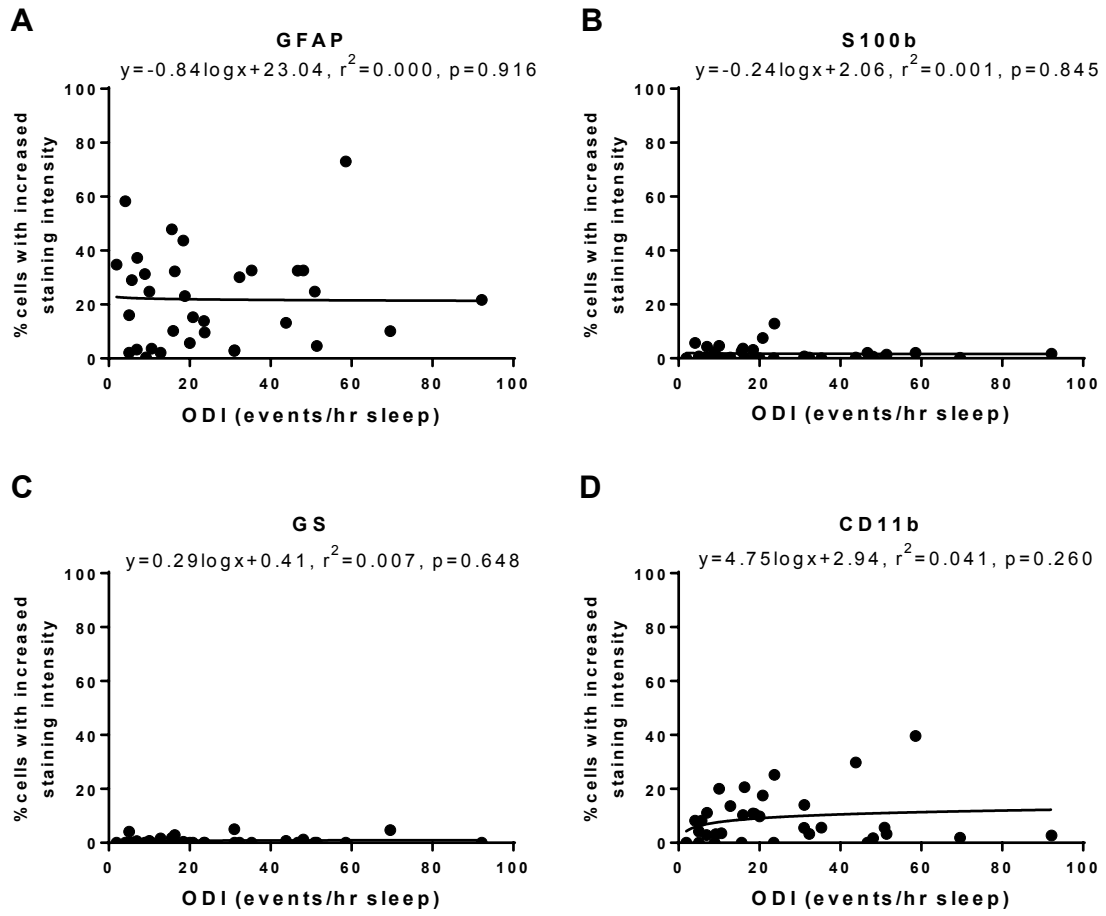 A
GFAP
y=-0.84logx+23.04, r²=0.000, p=0.916
% cells with increased
staining intensity
100
80
60
40
20
0
0 20 40 60 80 100
ODI (events/hr sleep)
B
S100b
y=-0.24logx+2.06, r²=0.001, p=0.845
% cells with increased
staining intensity
100
80
60
40
20
0
0 20 40 60 80 100
ODI (events/hr sleep)
C
GS
y=0.29logx+0.41, r²=0.007, p=0.648
% cells with increased
staining intensity
100
80
60
40
20
0
0 20 40 60 80 100
ODI (events/hr sleep)
D
CD11b
y=4.75logx+2.94, r²=0.041, p=0.260
% cells with increased
staining intensity
100
80
60
40
20
0
0 20 40 60 80 100
ODI (events/hr sleep)